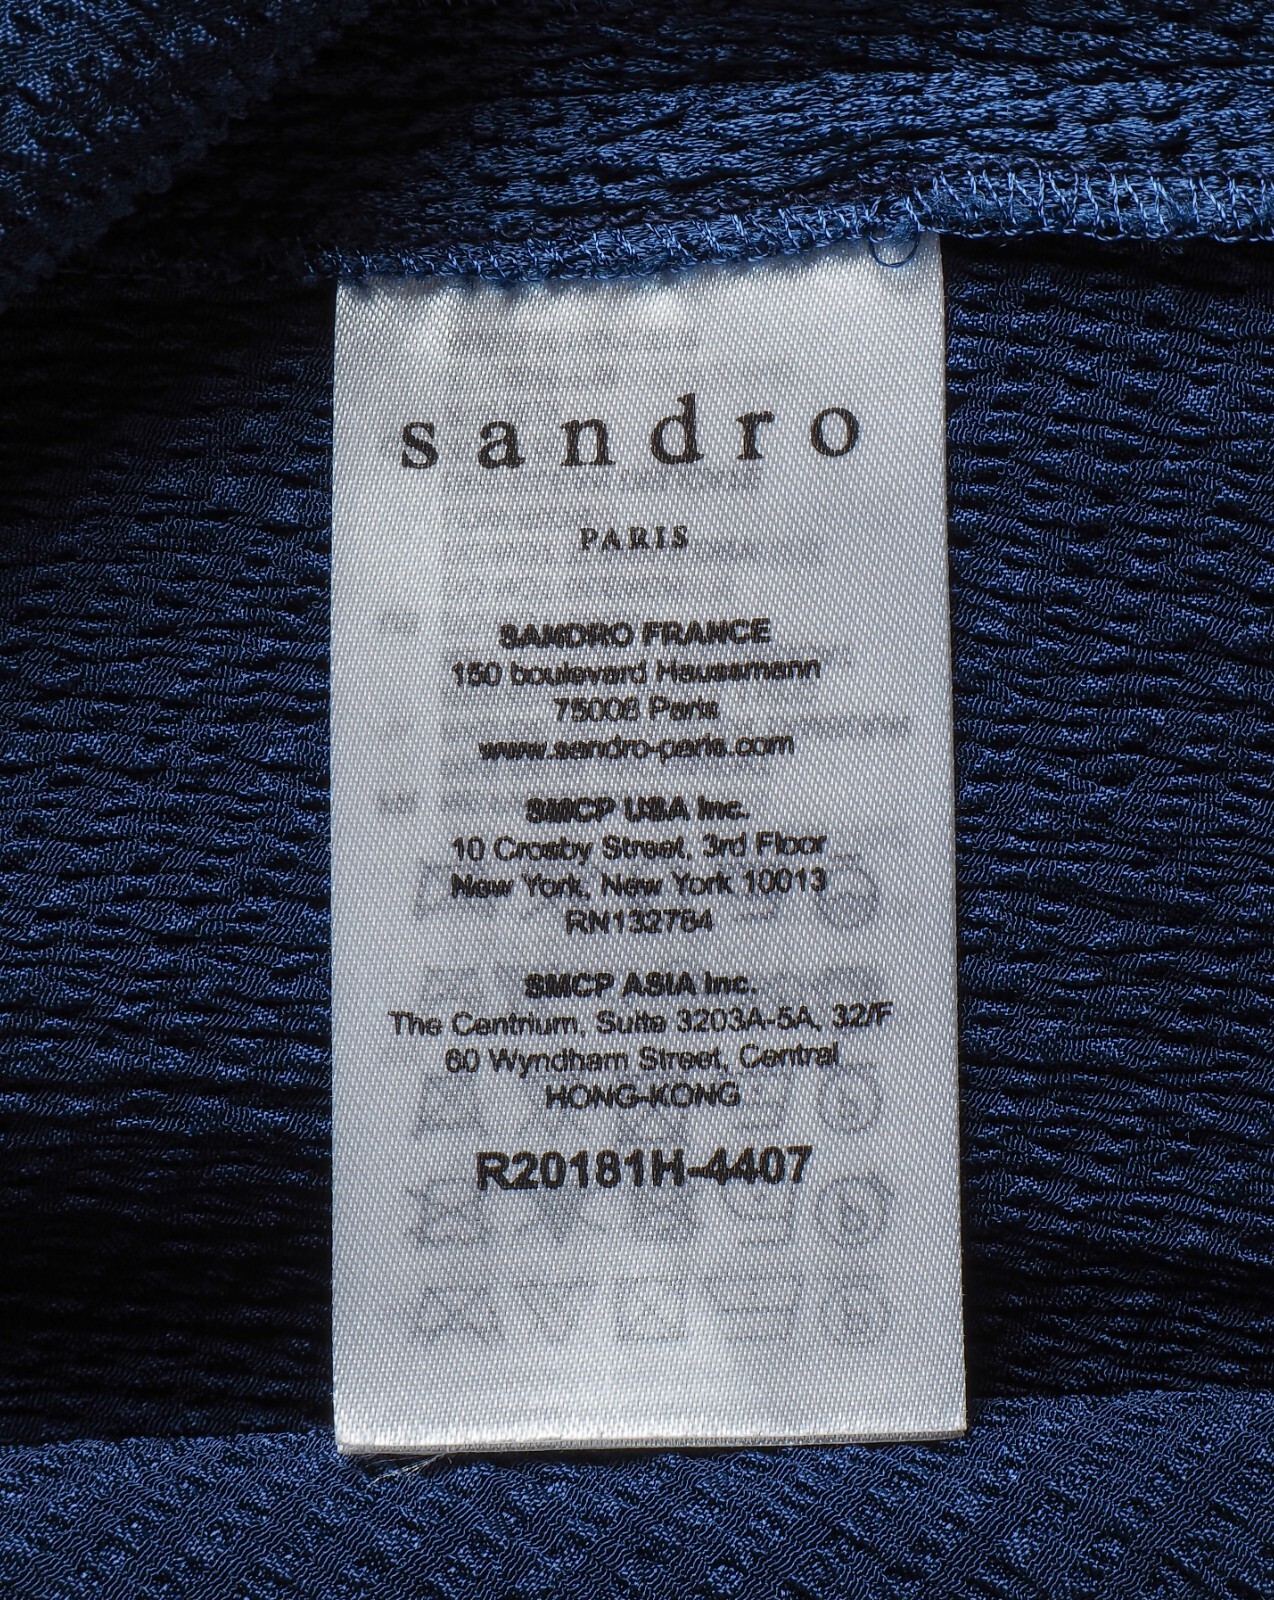 sandro
PARIS
SANDRO FRANCE
150 boulevard Haussmann
75008 Paris
www.sandro-paris.com
SMCP USA Inc.
10 Crosby Street, 3rd Floor
New York, New York 10013
RN132784
SMCP ASIA Inc.
The Centrium, Suite 3203A-5A, 32/F
60 Wyndham Street, Central
HONG-KONG
R20181H-4407